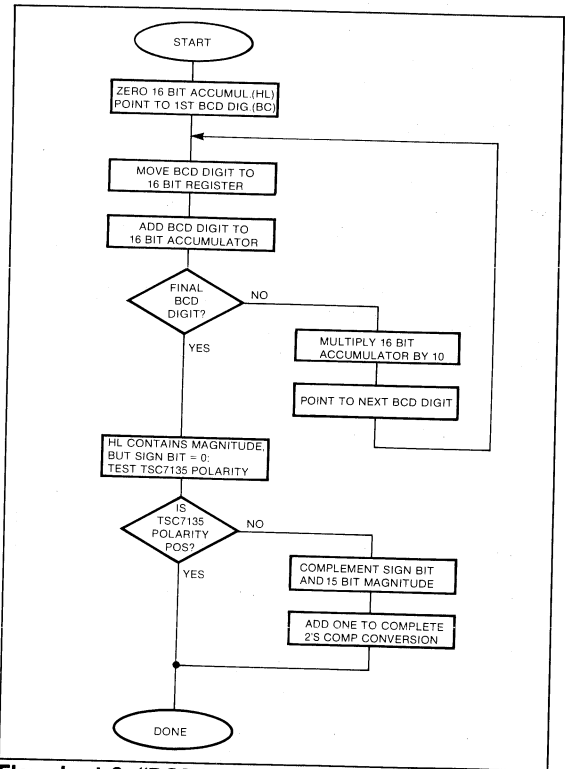 START
ZERO 16 BIT ACCUMUL.(HL)
POINT TO 1ST BCD DIG.(BC)
MOVE BCD DIGIT TO
16 BIT REGISTER
ADD BCD DIGIT TO
16 BIT ACCUMULATOR
FINAL
BCD
DIGIT?
NO
YES
MULTIPLY 16 BIT
ACCUMULATOR BY 10
POINT TO NEXT BCD DIGIT
HL CONTAINS MAGNITUDE,
BUT SIGN BIT = 0:
TEST TSC7135 POLARITY
IS
TSC7135
POLARITY
POS?
NO
YES
COMPLEMENT SIGN BIT
AND 15 BIT MAGNITUDE
ADD ONE TO COMPLETE
2'S COMP CONVERSION
DONE